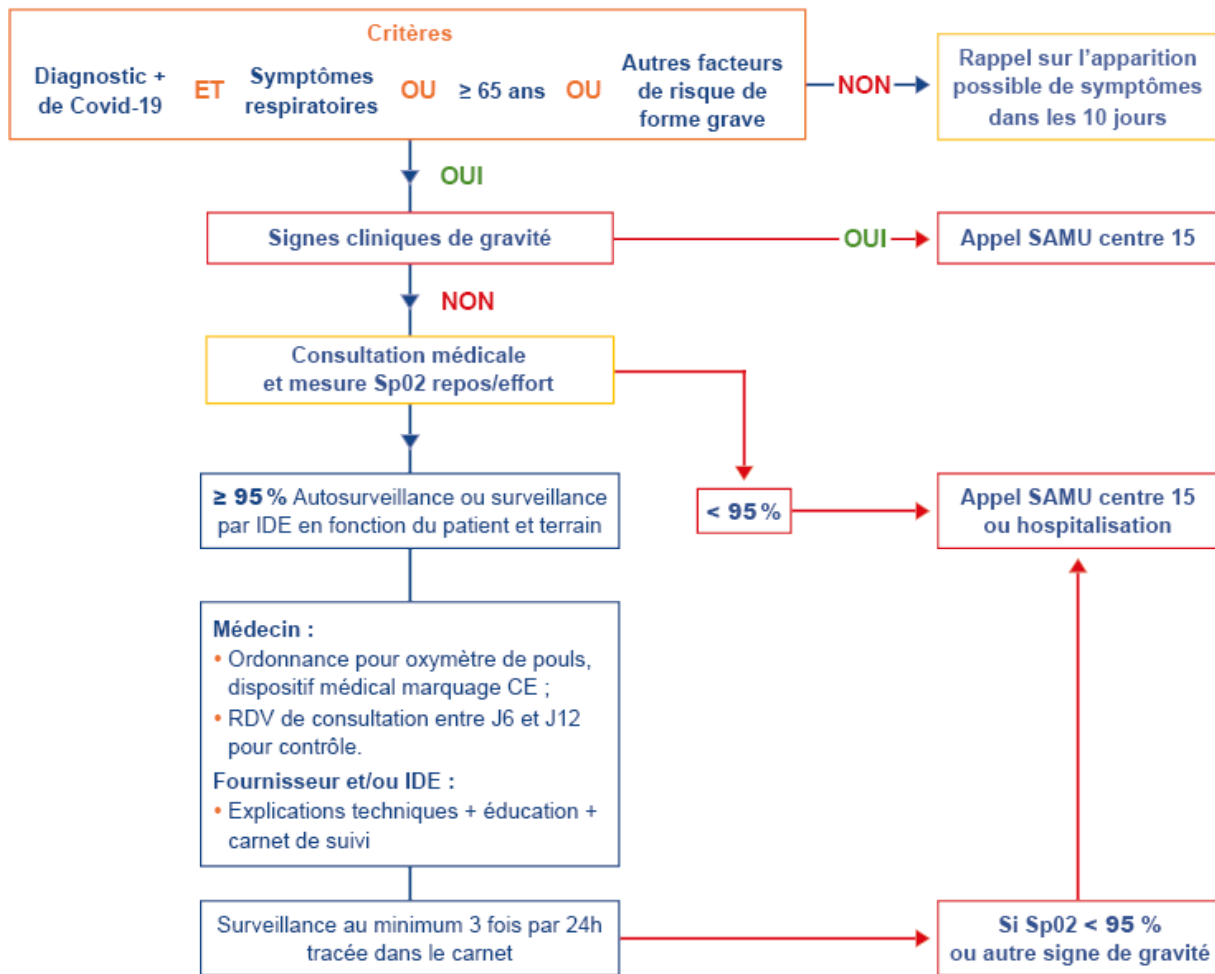 Critères
Diagnostic +
de Covid-19
ET
Symptômes
respiratoires
OU
≥ 65 ans
OU
Autres facteurs
de risque de
forme grave
NON
Rappel sur l’apparition
possible de symptômes
dans les 10 jours
OUI
Signes cliniques de gravité
OUI
Appel SAMU centre 15
NON
Consultation médicale
et mesure Sp02 repos/effort
≥ 95 % Autosurveillance ou surveillance
par IDE en fonction du patient et terrain
< 95 %
Appel SAMU centre 15
ou hospitalisation
Médecin :
• Ordonnance pour oxymètre de pouls,
dispositif médical marquage CE ;
• RDV de consultation entre J6 et J12
pour contrôle.
Fournisseur et/ou IDE :
• Explications techniques + éducation +
carnet de suivi
Surveillance au minimum 3 fois par 24h
tracée dans le carnet
Si Sp02 < 95 %
ou autre signe de gravité